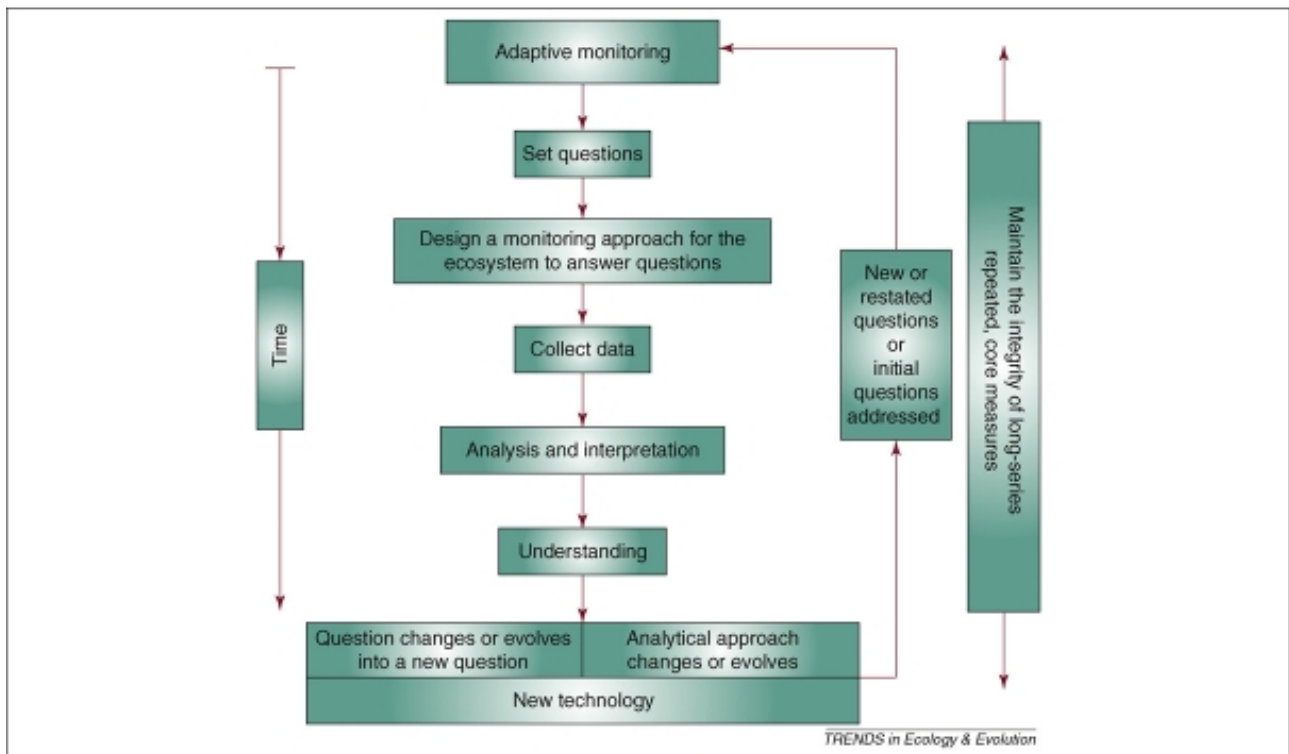 Adaptive monitoring
Set questions
Design a monitoring approach for the
ecosystem to answer questions
Collect data
Analysis and interpretation
Understanding
Question changes or evolves
into a new question
Analytical approach
changes or evolves
New technology
Time
New or
restated
questions
or
initial
questions
addressed
Maintain the integrity of long-series
repeated, core measures
TRENDS in Ecology & Evolution